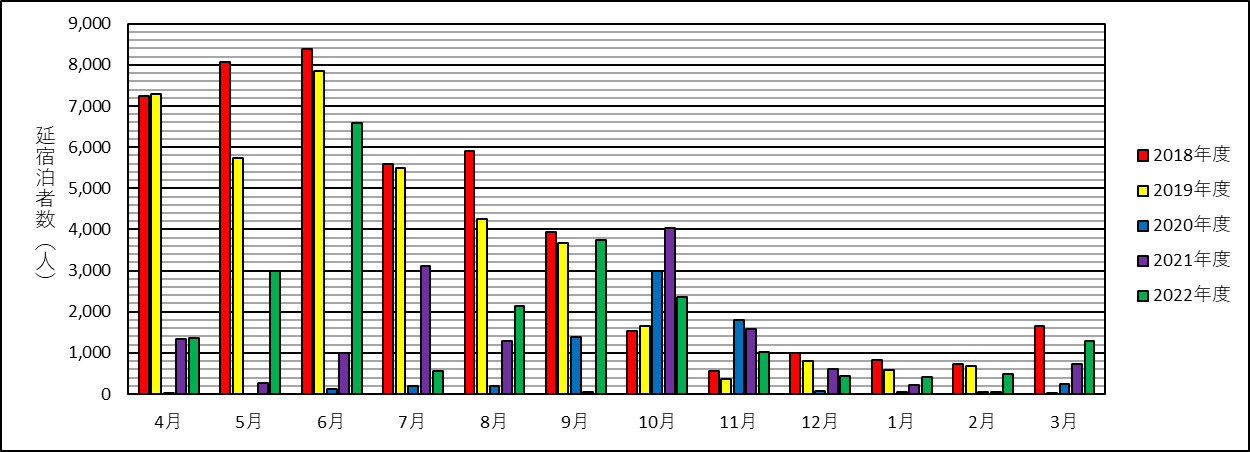 9,000
8,000
7,000
6,000
5,000
4,000
3,000
2,000
1,000
0
延宿泊者数（人）
4月
5月
6月
7月
8月
9月
10月
11月
12月
1月
2月
3月
2018年度
2019年度
2020年度
2021年度
2022年度